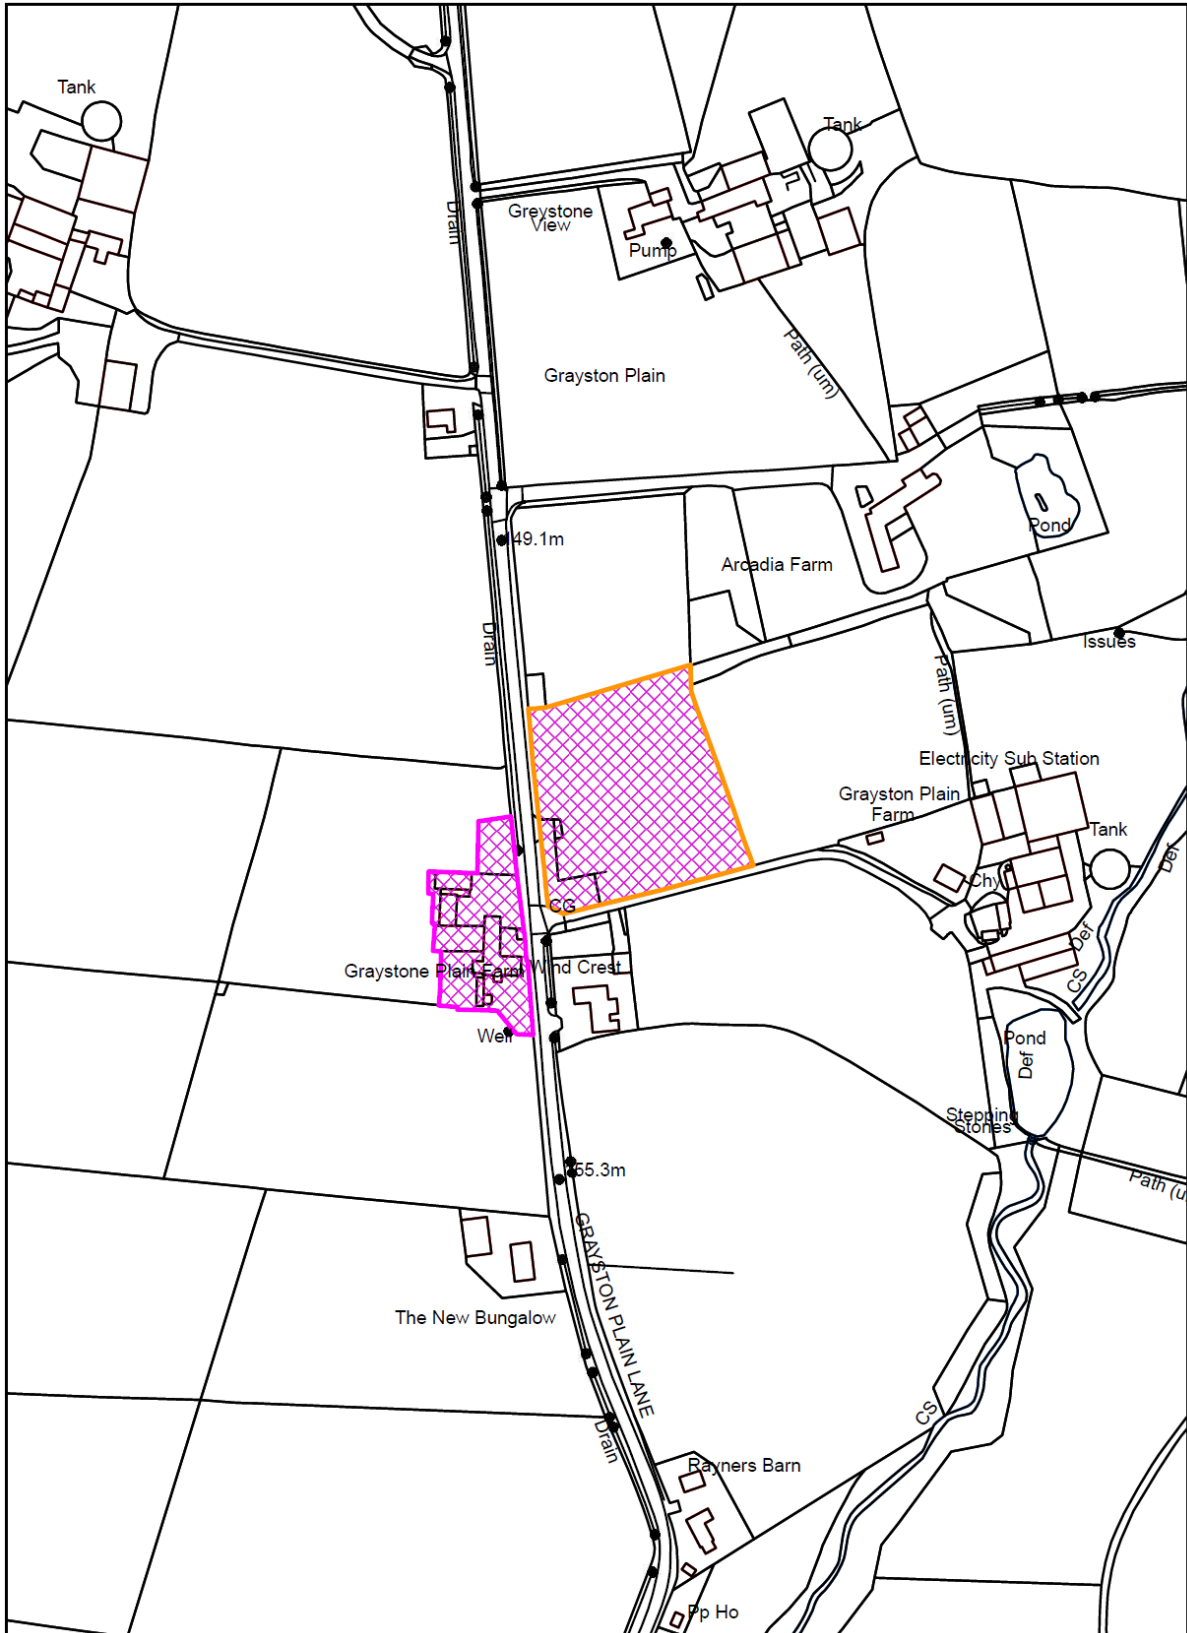 Tank
Tank
Drain
Greystone
View
Pump
Path (um)
Grayston Plain
Pond
49.1m
Arcadia Farm
Drain
Issues
Path (um)
Electricity Sub Station
Grayston Plain
Farm
Tank
Def
Chy
CG
Def
Graystone Plain Farm
Wind Crest
CS
Well
Pond
Def
Stepping
Stones
55.3m
Path (u
GRAYSTON PLAIN LANE
The New Bungalow
CS
Drain
Rayners Barn
Pp Ho